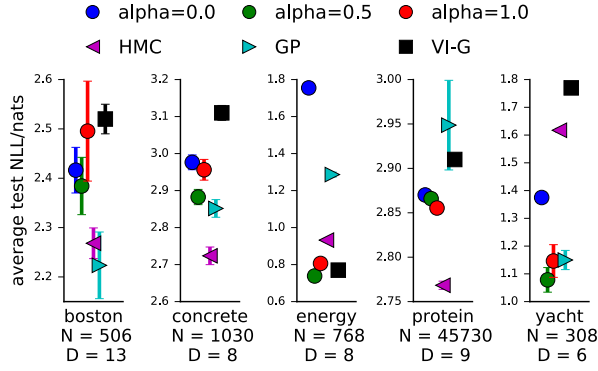 alpha=0.0 alpha=0.5 alpha=1.0
HMC GP VI-G
average test NLL/nats
2.6 2.5 2.4 2.3 2.2
3.2 3.1 3.0 2.9 2.8 2.7 2.6
1.8 1.6 1.4 1.2 1.0 0.8 0.6
3.00 2.95 2.90 2.85 2.80 2.75
1.8 1.7 1.6 1.5 1.4 1.3 1.2 1.1 1.0
boston concrete energy protein yacht
N = 506 N = 1030 N = 768 N = 45730 N = 308
D = 13 D = 8 D = 8 D = 9 D = 6